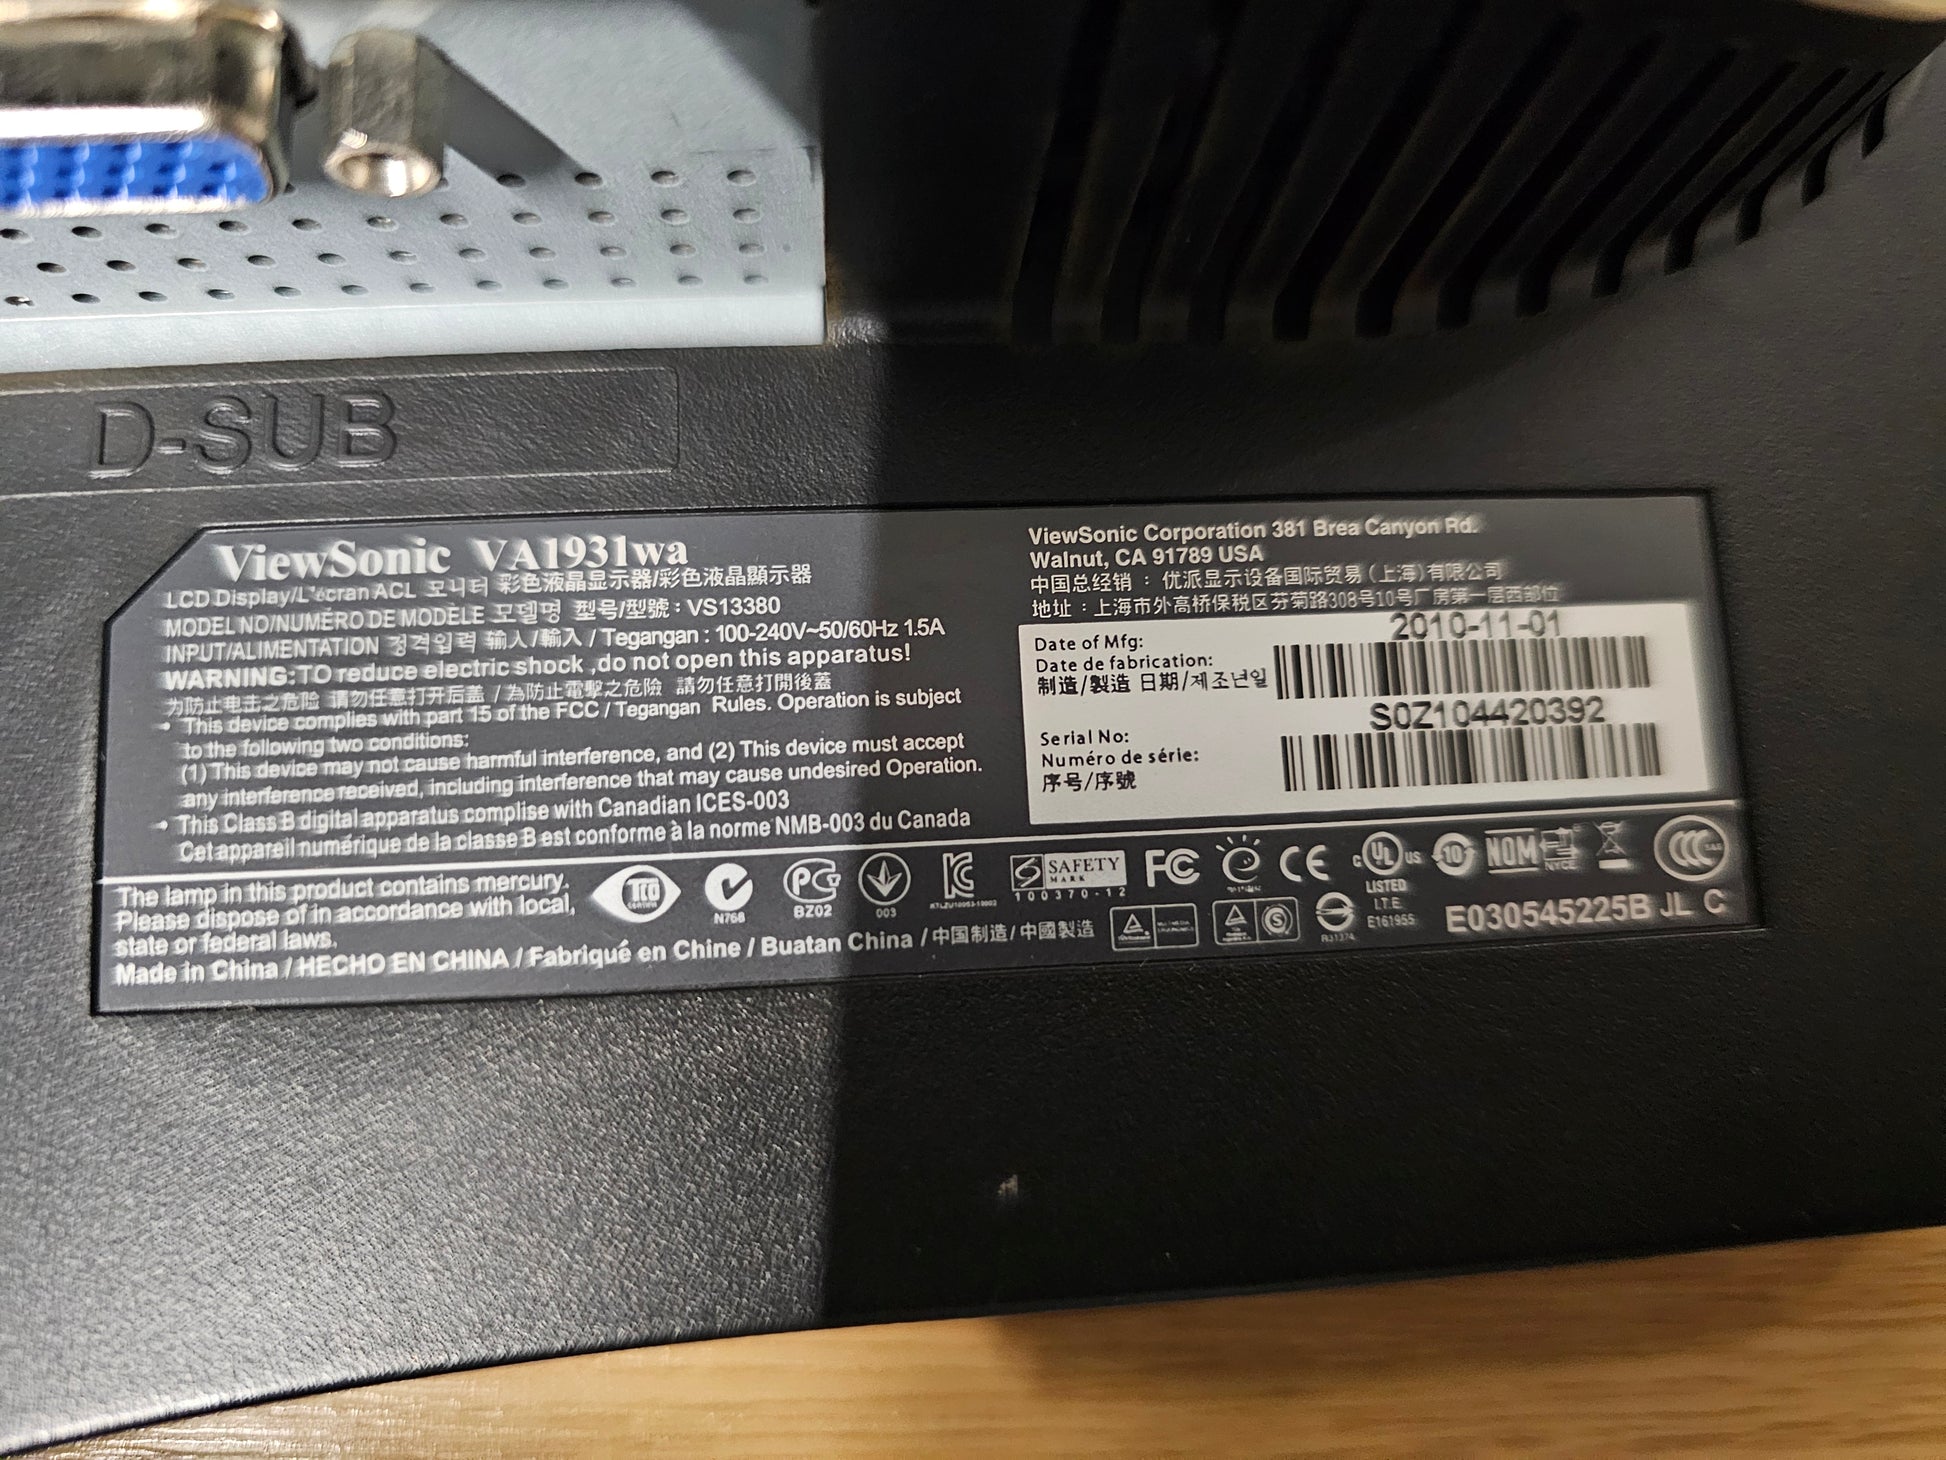 D-SUB
ViewSonic VA1931wa
LCD Display/L'écran ACL 모니터 彩色液晶显示器/彩色液晶顯示器
MODEL NO/NUMÉRO DE MODÈLE 모델명 型号/型號 : VS13380
INPUT/ALIMENTATION 정격입력 输入/輸入 / Tegangan : 100-240V~50/60Hz 1.5A
WARNING:TO reduce electric shock ,do not open this apparatus!
为防止电击之危险 请勿任意打开后盖 / 為防止電擊之危險 請勿任意打開後蓋
• This device complies with part 15 of the FCC / Tegangan Rules. Operation is subject
to the following two conditions:
(1) This device may not cause harmful interference, and (2) This device must accept
any interference received, including interference that may cause undesired Operation.
• This Class B digital apparatus complise with Canadian ICES-003
Cet appareil numérique de la classe B est conforme à la norme NMB-003 du Canada
ViewSonic Corporation 381 Brea Canyon Rd.
Walnut, CA 91789 USA
中国总经销 : 优派显示设备国际贸易(上海)有限公司
地址 : 上海市外高桥保税区芬菊路308号10号厂房第一层西部位
Date of Mfg:
Date de fabrication:
制造/製造 日期/제조년일
2010-11-01
Serial No:
Numéro de série:
序号/序號
S0Z104420392
The lamp in this product contains mercury.
Please dispose of in accordance with local,
state or federal laws.
Made in China / HECHO EN CHINA / Fabriqué en Chine / Buatan China / 中国制造/中國製造
TCO
N768
PG
BZ02
003
SAFETY
MARK
100370-12
FC
CE
c UL US
LISTED
I.T.E.
E161955
10
NOM
NYCE
CCC
S&E
R31374
E030545225B JL C